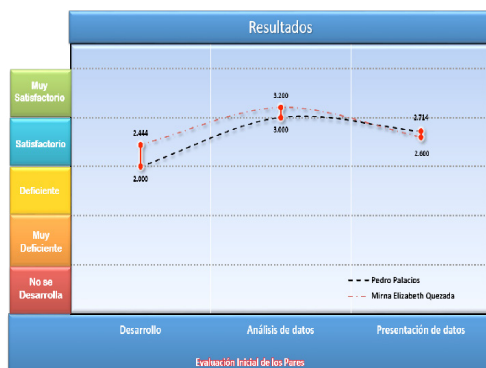 Resultados
Muy
Satisfactorio
Satisfactorio
Deficiente
Muy
Deficiente
No se
Desarrolla
2.444
2.000
3.200
3.000
2.714
2.600
Pedro Palacios
Mirna Elizabeth Quezada
Desarrollo
Análisis de datos
Presentación de datos
Evaluación Inicial de los Pares